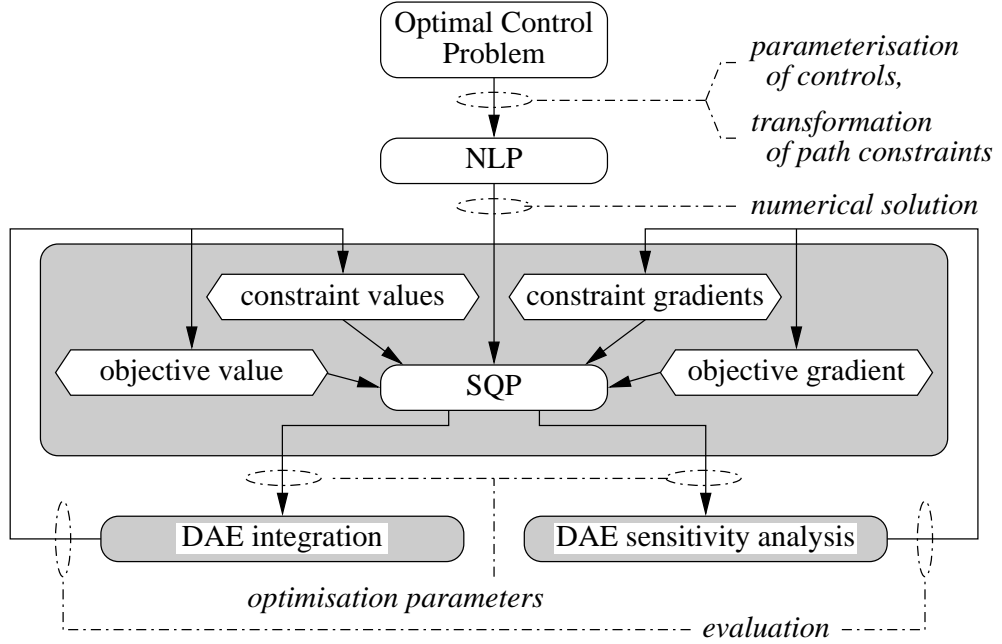 Optimal Control
Problem
parameterisation
of controls,
transformation
of path constraints
NLP
numerical solution
constraint values
constraint gradients
objective value
SQP
objective gradient
DAE integration
DAE sensitivity analysis
optimisation parameters
evaluation